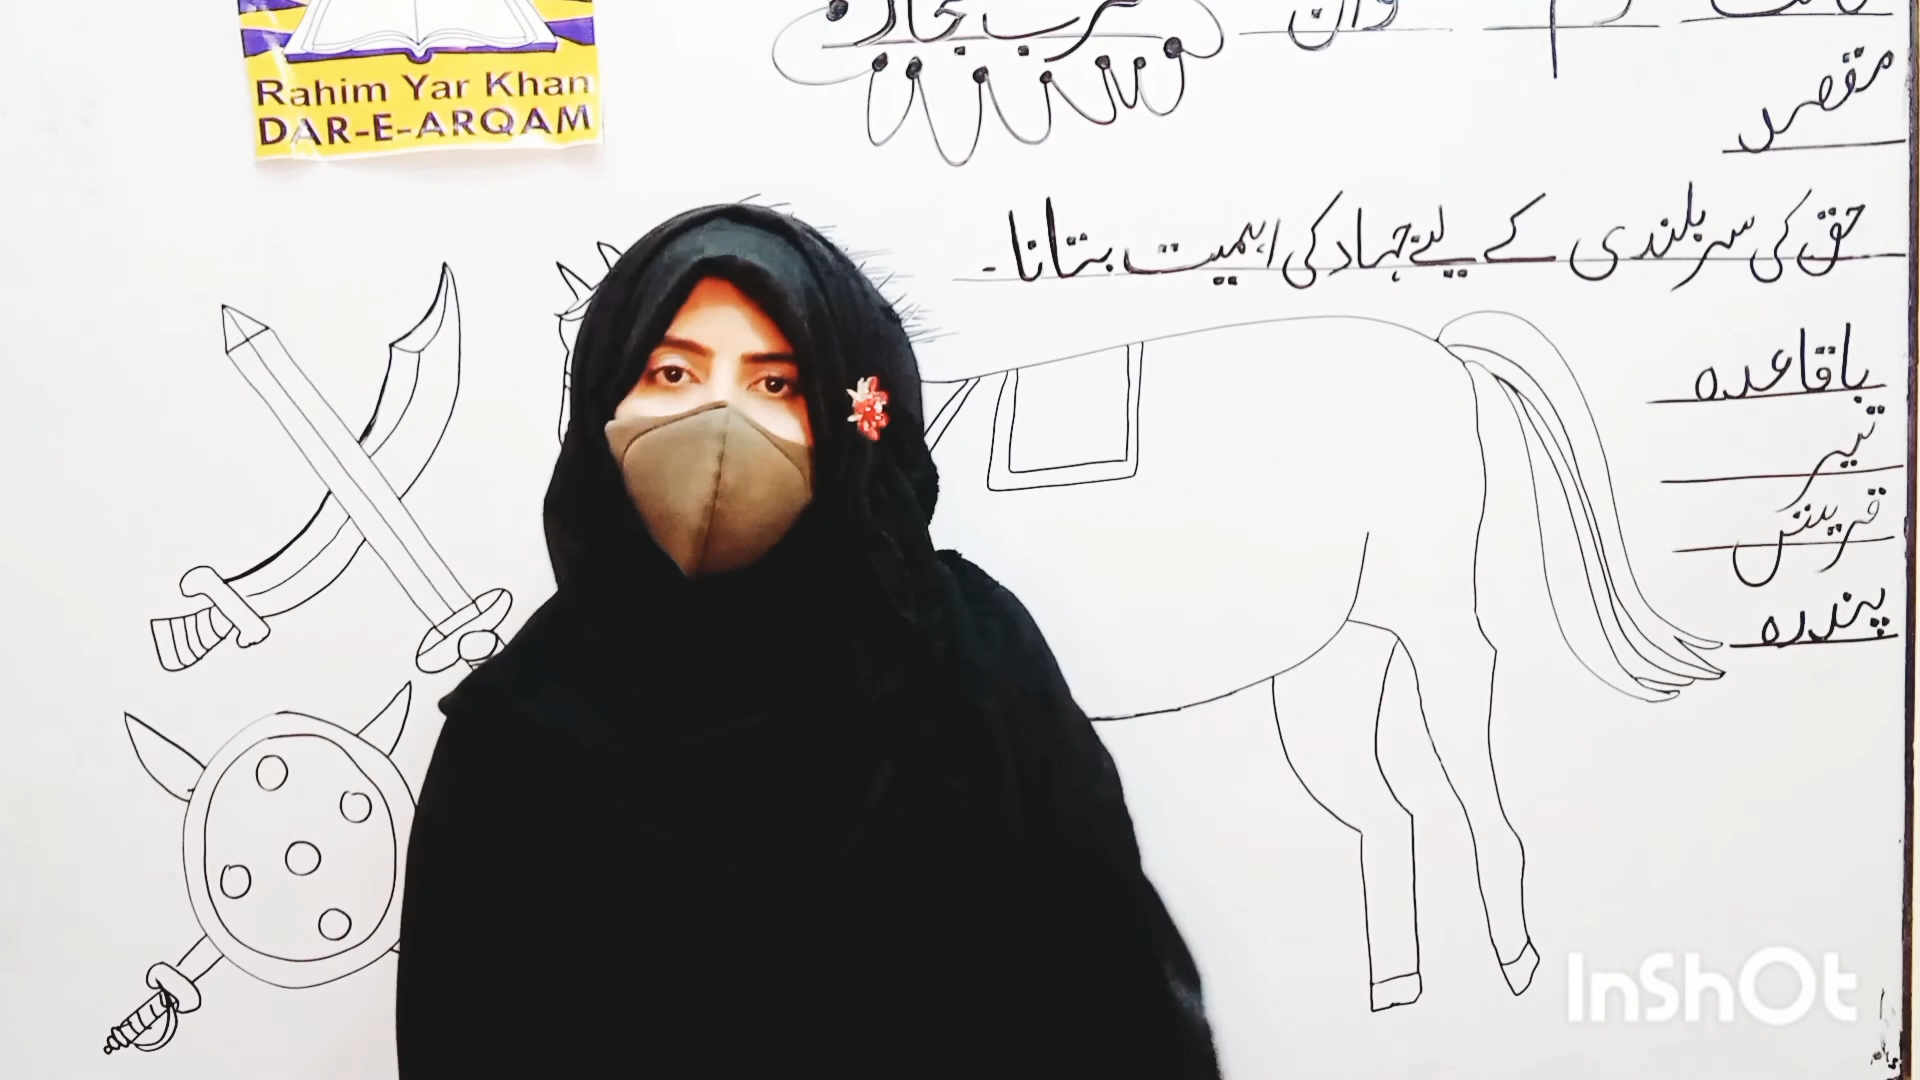 Rahim Yar Khan
DAR-E-ARQAM
مقصد
حق کی سربلندی کے لیے جہاد کی اہمیت بتانا۔
باقاعدہ
تیر
قریش
پندرہ
InShOt